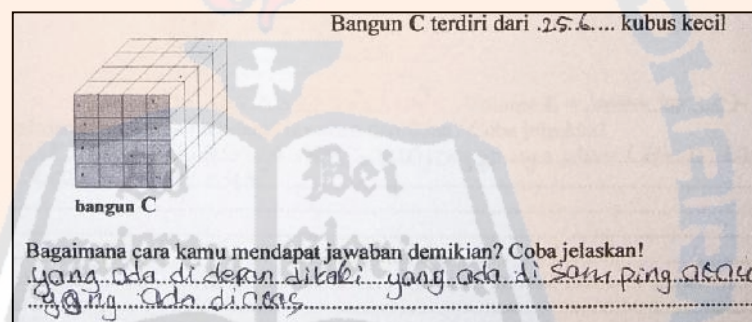 Bangun C terdiri dari .256.... kubus kecil
Dei
bangun C
Bagaimana cara kamu mendapat jawaban demikian? Coba jelaskan!
yang ada di depan dikali yang ada di samping atau
yang ada diatas